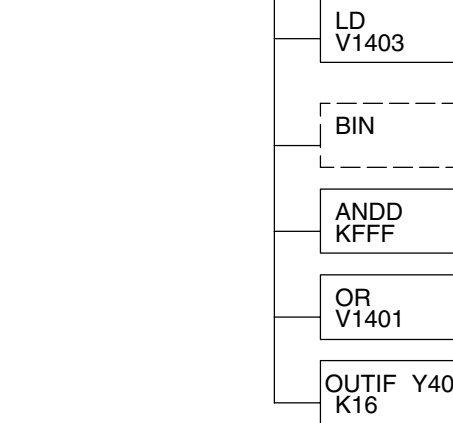 LD
V1403
BIN
ANDD
KFFF
OR
V1401
OUTIF Y40
K16